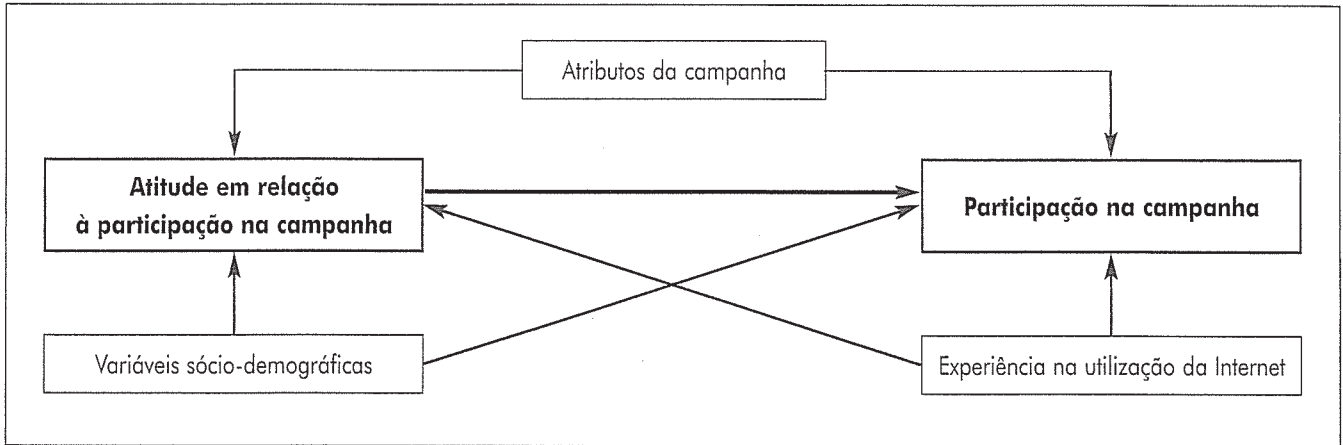 Atributos da campanha
Atitude em relação
à participação na campanha
Participação na campanha
Variáveis sócio-demográficas
Experiência na utilização da Internet